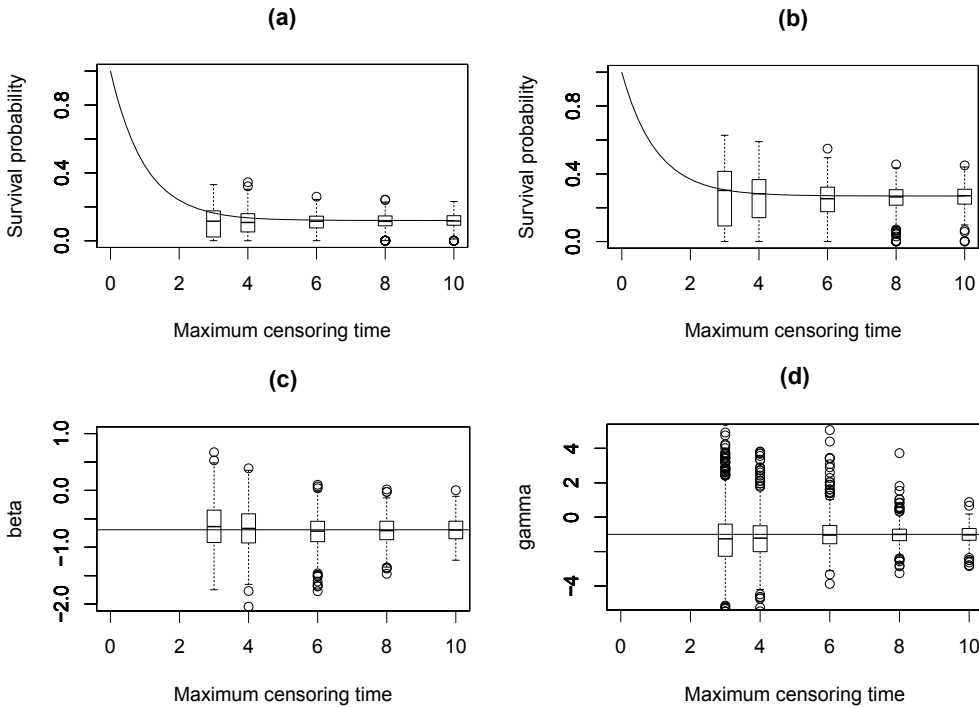 (a)
Survival probability
0.0 0.4 0.8
0 2 4 6 8 10
Maximum censoring time
(b)
Survival probability
0.0 0.4 0.8
0 2 4 6 8 10
Maximum censoring time
(c)
beta
−2.0 −1.0 0.0 1.0
0 2 4 6 8 10
Maximum censoring time
(d)
gamma
−4 0 2 4
0 2 4 6 8 10
Maximum censoring time